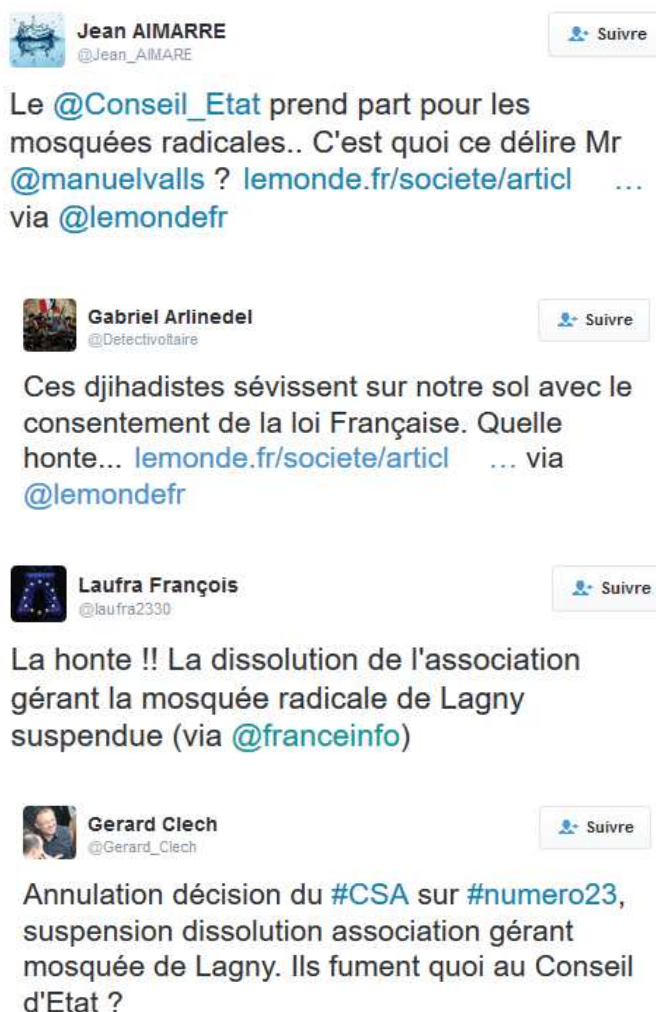 Jean AIMARRE
@Jean_AIMARE
Suivre
Le @Conseil_Etat prend part pour les
mosquées radicales.. C'est quoi ce délire Mr
@manuelvalls ? lemonde.fr/societe/articl …
via @lemondefr
Gabriel Arlinedel
@Detectivoltaire
Suivre
Ces djihadistes sévissent sur notre sol avec le
consentement de la loi Française. Quelle
honte... lemonde.fr/societe/articl … via
@lemondefr
Laufra François
@laufra2330
Suivre
La honte !! La dissolution de l'association
gérant la mosquée radicale de Lagny
suspendue (via @franceinfo)
Gerard Clech
@Gerard_Clech
Suivre
Annulation décision du #CSA sur #numero23,
suspension dissolution association gérant
mosquée de Lagny. Ils fument quoi au Conseil
d'Etat ?